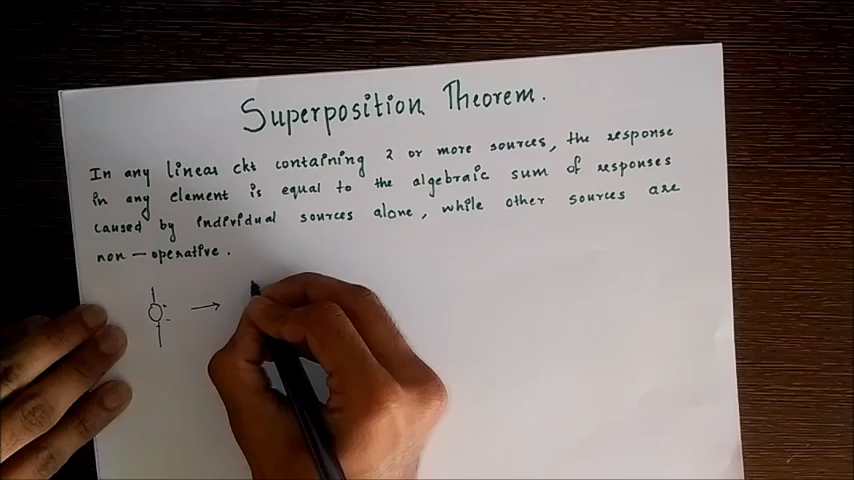 Superposition Theorem.
In any linear ckt containing 2 or more sources, the response
in any element is equal to the algebraic sum of responses
caused by individual sources alone, while other sources are
non-operative.
+
-